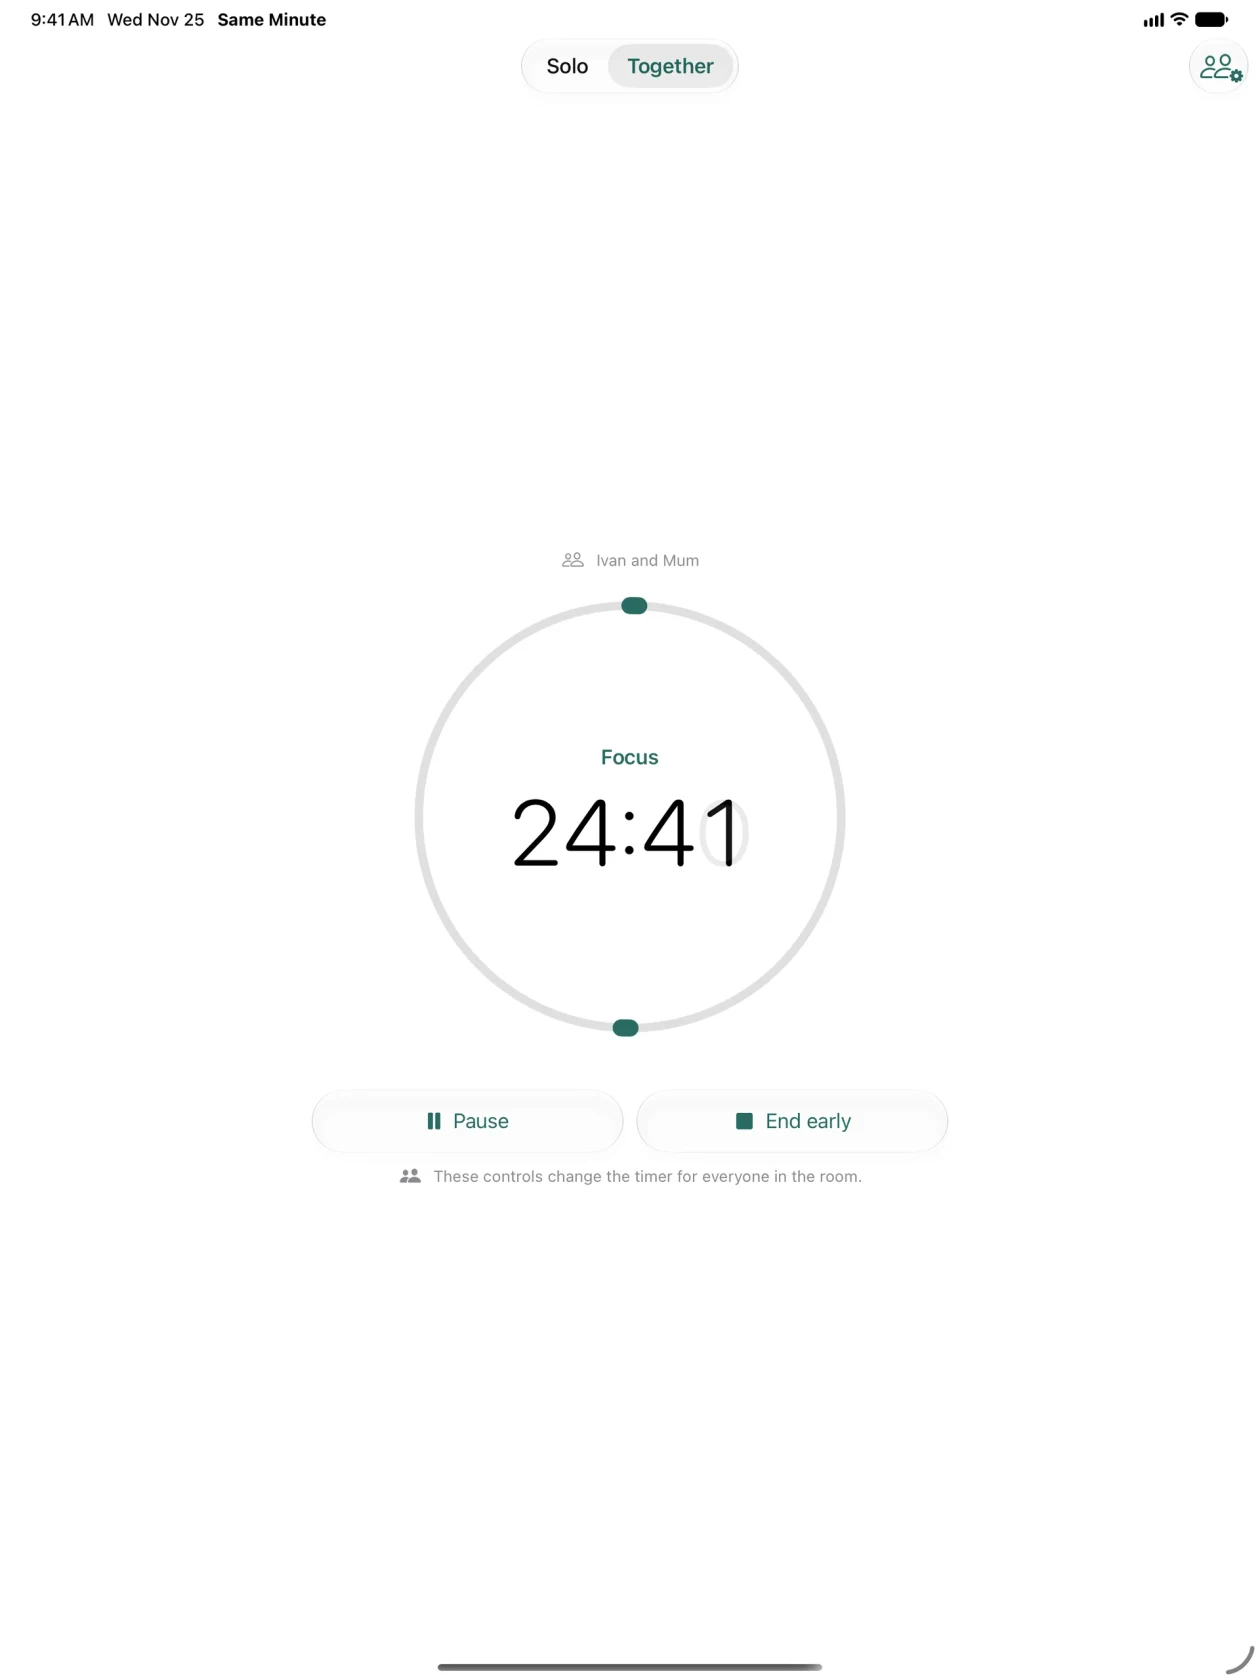 9:41 AM Wed Nov 25 Same Minute
Solo Together
Ivan and Mum
Focus
24:41
Pause End early
These controls change the timer for everyone in the room.